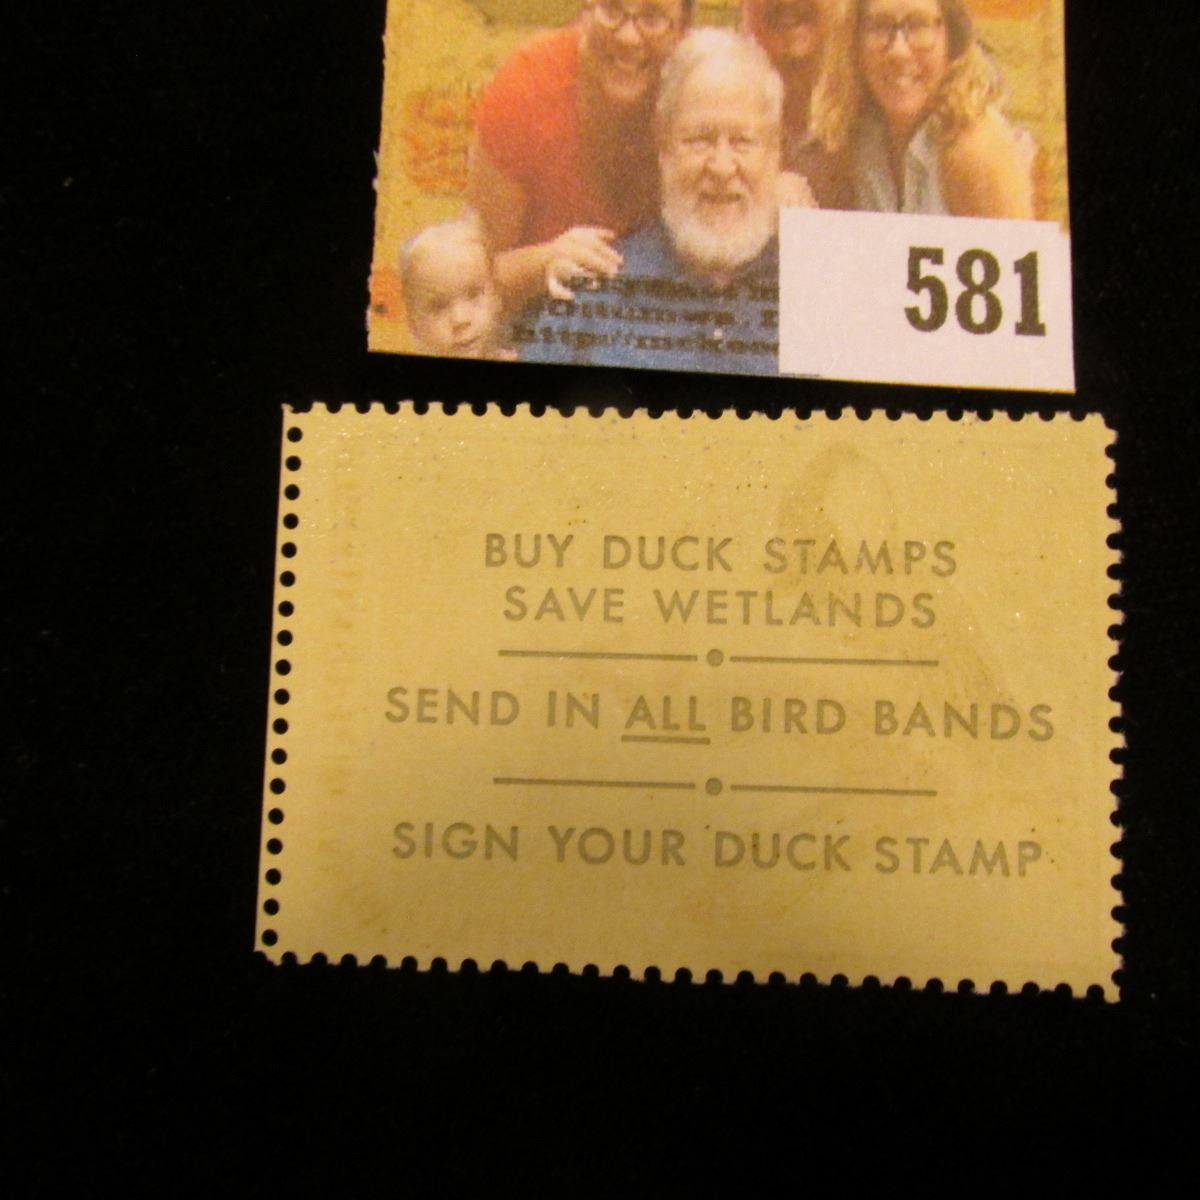 581
BUY DUCK STAMPS
SAVE WETLANDS
SEND IN ALL BIRD BANDS
SIGN YOUR DUCK STAMP